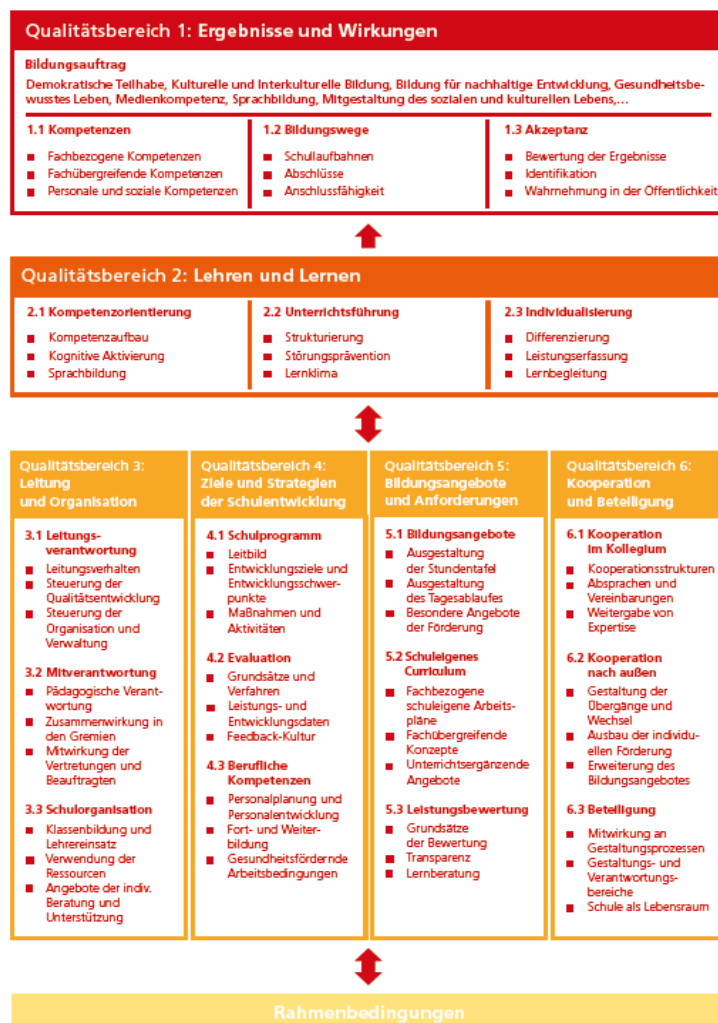 Qualitätsbereich 1: Ergebnisse und Wirkungen
Bildungsauftrag
Demokratische Teilhabe, Kulturelle und Interkulturelle Bildung, Bildung für nachhaltige Entwicklung, Gesundheitsbe-
wusstes Leben, Medienkompetenz, Sprachbildung, Mitgestaltung des sozialen und kulturellen Lebens,...
1.1 Kompetenzen
Fachbezogene Kompetenzen
Fachübergreifende Kompetenzen
Personale und soziale Kompetenzen
1.2 Bildungswege
Schullaufbahnen
Abschlüsse
Anschlussfähigkeit
1.3 Akzeptanz
Bewertung der Ergebnisse
Identifikation
Wahrnehmung in der Öffentlichkeit
Qualitätsbereich 2: Lehren und Lernen
2.1 Kompetenzorientierung
Kompetenzaufbau
Kognitive Aktivierung
Sprachbildung
2.2 Unterrichtsführung
Strukturierung
Störungsprävention
Lernklima
2.3 Individualisierung
Differenzierung
Leistungserfassung
Lernbegleitung
Qualitätsbereich 3:
Leitung
und Organisation
3.1 Leitungs-
verantwortung
Leitungsverhalten
Steuerung der
Qualitätsentwicklung
Steuerung der
Organisation und
Verwaltung
3.2 Mitverantwortung
Pädagogische Verant-
wortung
Zusammenwirkung in
den Gremien
Mitwirkung der
Vertretungen und
Beauftragten
3.3 Schulorganisation
Klassenbildung und
Lehrereinsatz
Verwendung der
Ressourcen
Angebote der indiv.
Beratung und
Unterstützung
Qualitätsbereich 4:
Ziele und Strategien
der Schulentwicklung
4.1 Schulprogramm
Leitbild
Entwicklungsziele und
Entwicklungsschwer-
punkte
Maßnahmen und
Aktivitäten
4.2 Evaluation
Grundsätze und
Verfahren
Leistungs- und
Entwicklungsdaten
Feedback-Kultur
4.3 Berufliche
Kompetenzen
Personalplanung und
Personalentwicklung
Fort- und Weiter-
bildung
Gesundheitsfördernde
Arbeitsbedingungen
Qualitätsbereich 5:
Bildungsangebote
und Anforderungen
5.1 Bildungsangebote
Ausgestaltung
der Stundentafel
Ausgestaltung
des Tagesablaufes
Besondere Angebote
der Förderung
5.2 Schuleigenes
Curriculum
Fachbezogene
schuleigene Arbeits-
pläne
Fachübergreifende
Konzepte
Unterrichtsergänzende
Angebote
5.3 Leistungsbewertung
Grundsätze
der Bewertung
Transparenz
Lernberatung
Qualitätsbereich 6:
Kooperation
und Beteiligung
6.1 Kooperation
im Kollegium
Kooperationsstrukturen
Absprachen und
Vereinbarungen
Weitergabe von
Expertise
6.2 Kooperation
nach außen
Gestaltung der
Übergänge und
Wechsel
Ausbau der individu-
ellen Förderung
Erweiterung des
Bildungsangebotes
6.3 Beteiligung
Mitwirkung an
Gestaltungsprozessen
Gestaltungs- und
Verantwortungs-
bereiche
Schule als Lebensraum
Rahmenbedingungen